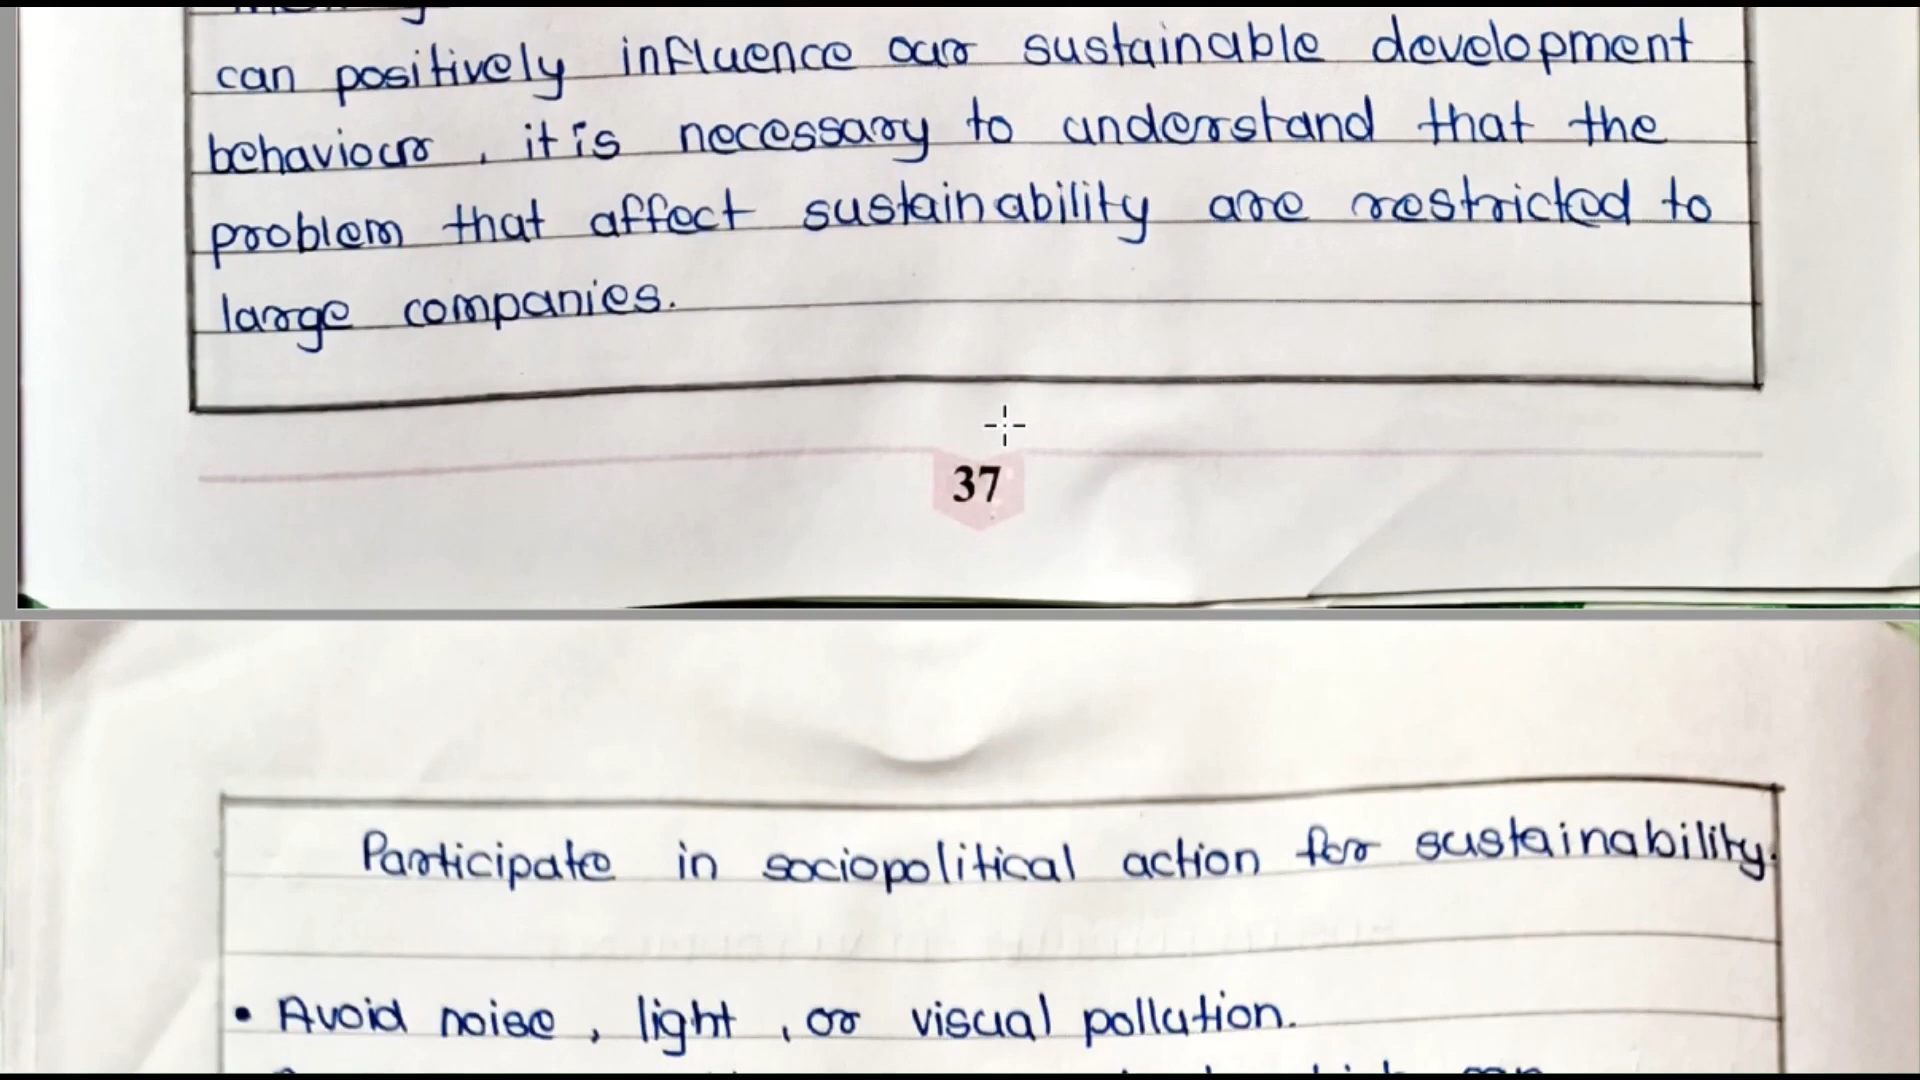 can positively influence our sustainable development
behaviour, it is necessary to understand that the
problem that affect sustainability are restricted to
large companies.
37
Participate in sociopolitical action for sustainability.
• Avoid noise, light, or visual pollution.